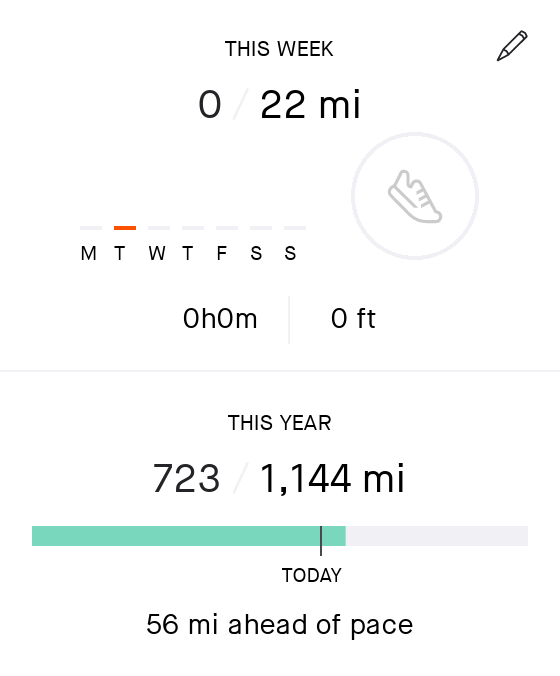 THIS WEEK
0 / 22 mi
M T W T F S S
0h0m 0 ft
THIS YEAR
723 / 1,144 mi
TODAY
56 mi ahead of pace